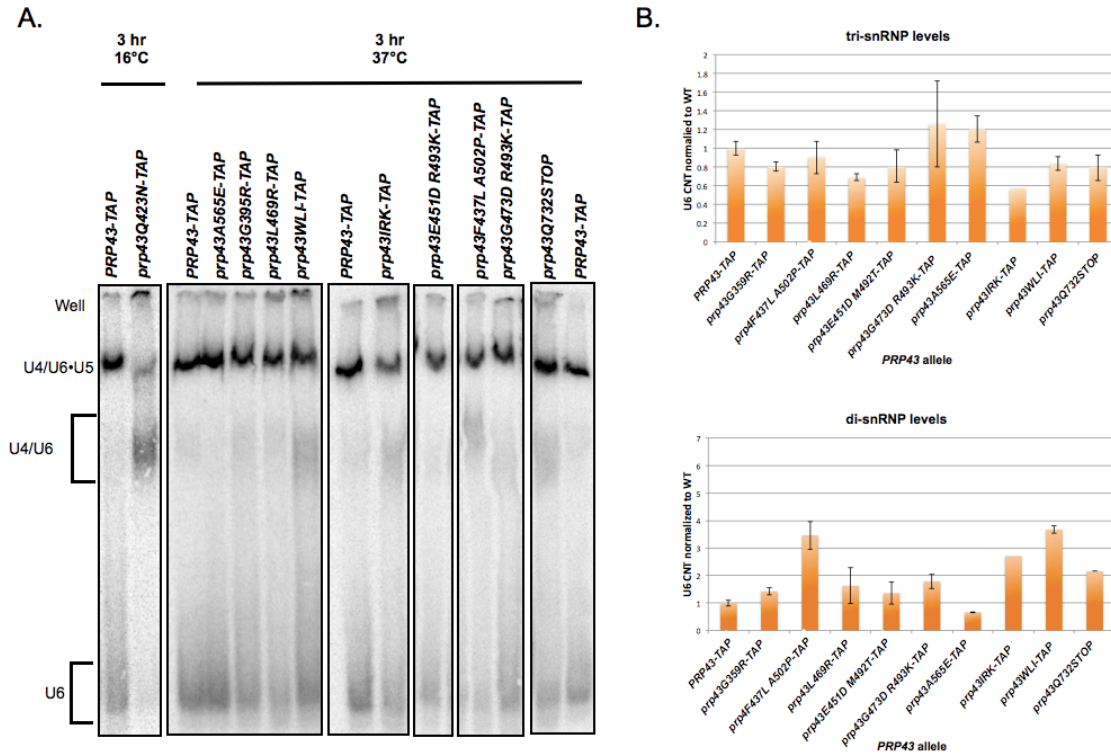 A.
3 hr
16°C
3 hr
37°C
PRP43-TAP
prp43Q423N-TAP
PRP43-TAP
prp43A565E-TAP
prp43G395R-TAP
prp43L469R-TAP
prp43WLI-TAP
PRP43-TAP
prp43IRK-TAP
prp43E451D R493K-TAP
prp43F437L A502P-TAP
prp43G473D R493K-TAP
prp43Q732STOP
PRP43-TAP
Well
U4/U6•U5
U4/U6
U6
B.
tri-snRNP levels
U6 CNT normalied to WT
2
1.8
1.6
1.4
1.2
1
0.8
0.6
0.4
0.2
0
PRP43-TAP
prp43G359R-TAP
prp4F437L A502P-TAP
prp43L469R-TAP
prp43E451D M492T-TAP
prp43G473D R493K-TAP
prp43A565E-TAP
prp43IRK-TAP
prp43WLI-TAP
prp43Q732STOP
PRP43 allele
di-snRNP levels
U6 CNT normalized to WT
7
6
5
4
3
2
1
0
PRP43-TAP
prp43G359R-TAP
prp4F437L A502P-TAP
prp43L469R-TAP
prp43E451D M492T-TAP
prp43G473D R493K-TAP
prp43A565E-TAP
prp43IRK-TAP
prp43WLI-TAP
prp43Q732STOP
PRP43 allele